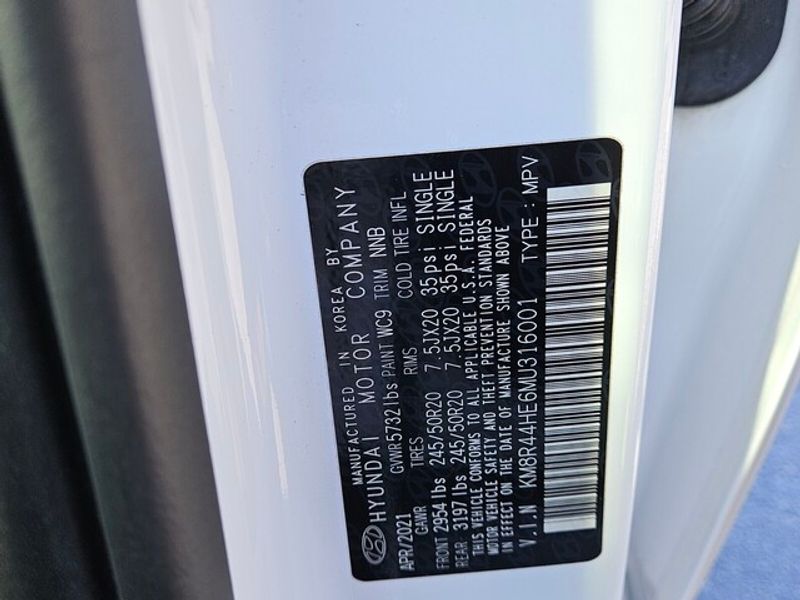 MANUFACTURED IN KOREA BY
HYUNDAI MOTOR COMPANY
APR/2021 GVWR 5732lbs PAINT WC9 TRIM NNB
GAWR TIRES RIMS COLD TIRE INFL
FRONT 2954 lbs 245/50R20 7.5JX20 35psi SINGLE
REAR 3197 lbs 245/50R20 7.5JX20 35psi SINGLE
THIS VEHICLE CONFORMS TO ALL APPLICABLE U.S.A. FEDERAL
MOTOR VEHICLE SAFETY AND THEFT PREVENTION STANDARDS
IN EFFECT ON THE DATE OF MANUFACTURE SHOWN ABOVE
V.I.N KM8R44HE6MU316001 TYPE : MPV